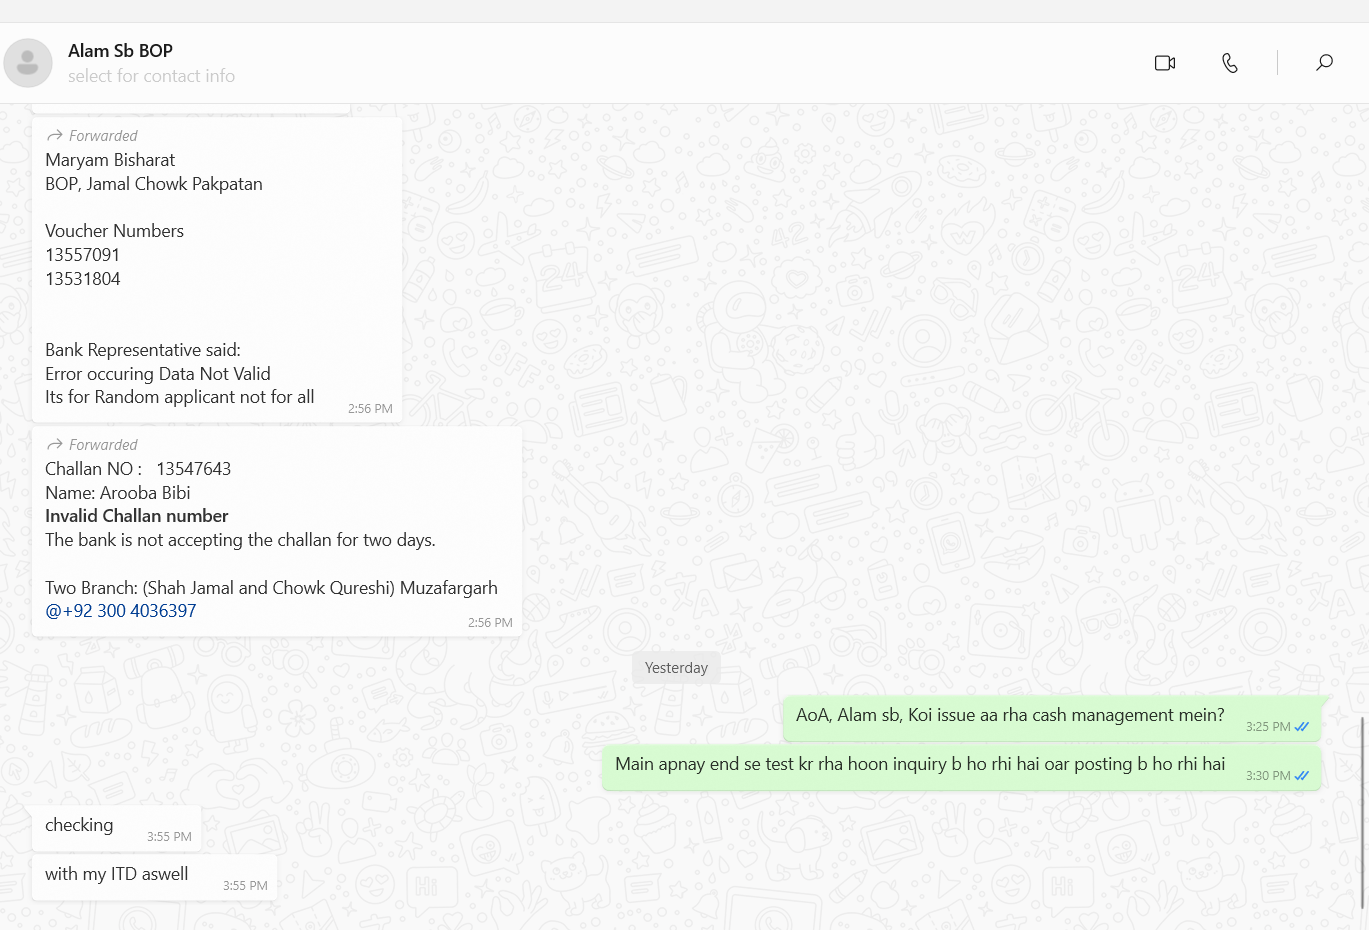 Alam Sb BOP
select for contact info
Forwarded
Maryam Bisharat
BOP, Jamal Chowk Pakpatan
Voucher Numbers
13557091
13531804
Bank Representative said:
Error occuring Data Not Valid
Its for Random applicant not for all
2:56 PM
Forwarded
Challan NO :   13547643
Name: Arooba Bibi
Invalid Challan number
The bank is not accepting the challan for two days.
Two Branch: (Shah Jamal and Chowk Qureshi) Muzafargarh
@+92 300 4036397
2:56 PM
Yesterday
AoA, Alam sb, Koi issue aa rha cash management mein?
3:25 PM
Main apnay end se test kr rha hoon inquiry b ho rhi hai oar posting b ho rhi hai
3:30 PM
checking
3:55 PM
with my ITD aswell
3:55 PM